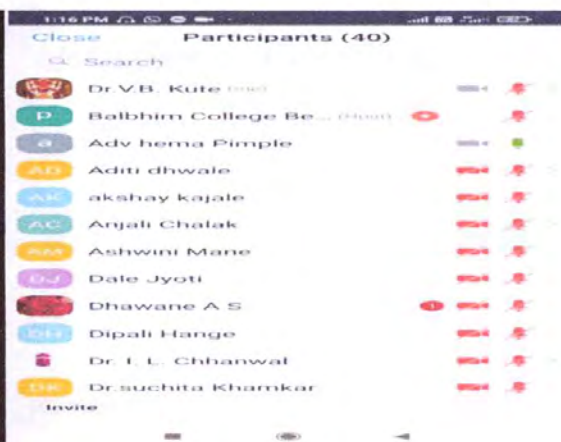 1:16 PM
Close Participants (40)
Search
Dr.V.B. Kute (me)
P Balbhim College Be... (Host)
a Adv hema Pimple
AD Aditi dhwale
AK akshay kajale
AC Anjali Chalak
AM Ashwini Mane
DJ Dale Jyoti
Dhawane A S
DH Dipali Hange
Dr. I. L. Chhanwal
DK Dr.suchita Khamkar
Invite